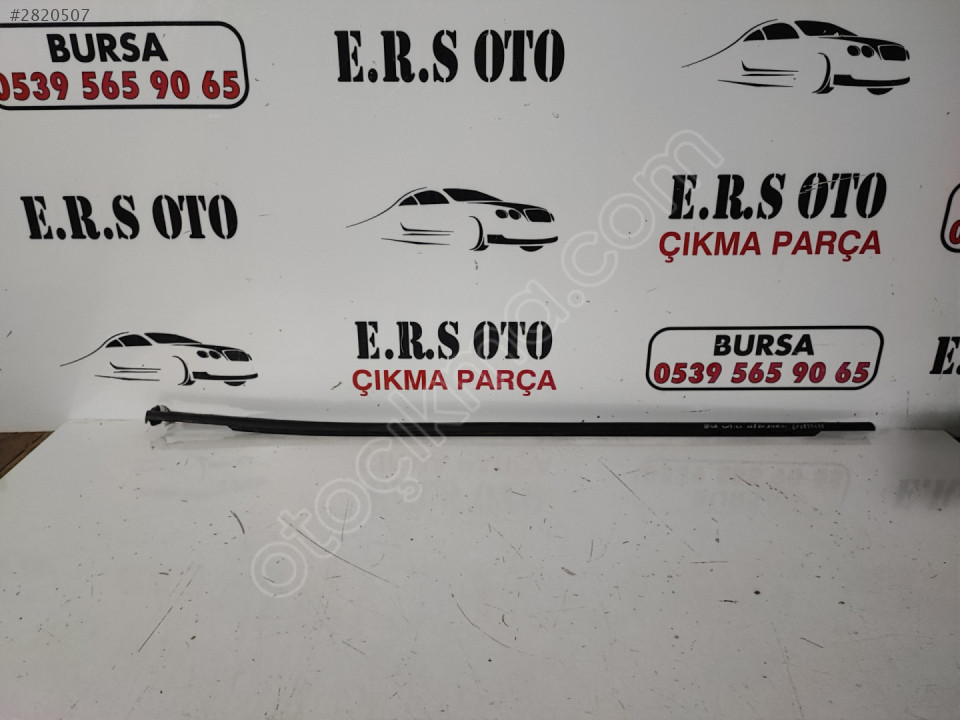 #2820507
BURSA
0539 565 90 65
E.R.S OTO
E.R.S OTO
E.R.S OTO
ÇIKMA PARÇA
E.R.S OTO
ÇIKMA PARÇA
BURSA
0539 565 90 65
otoçıkma.com